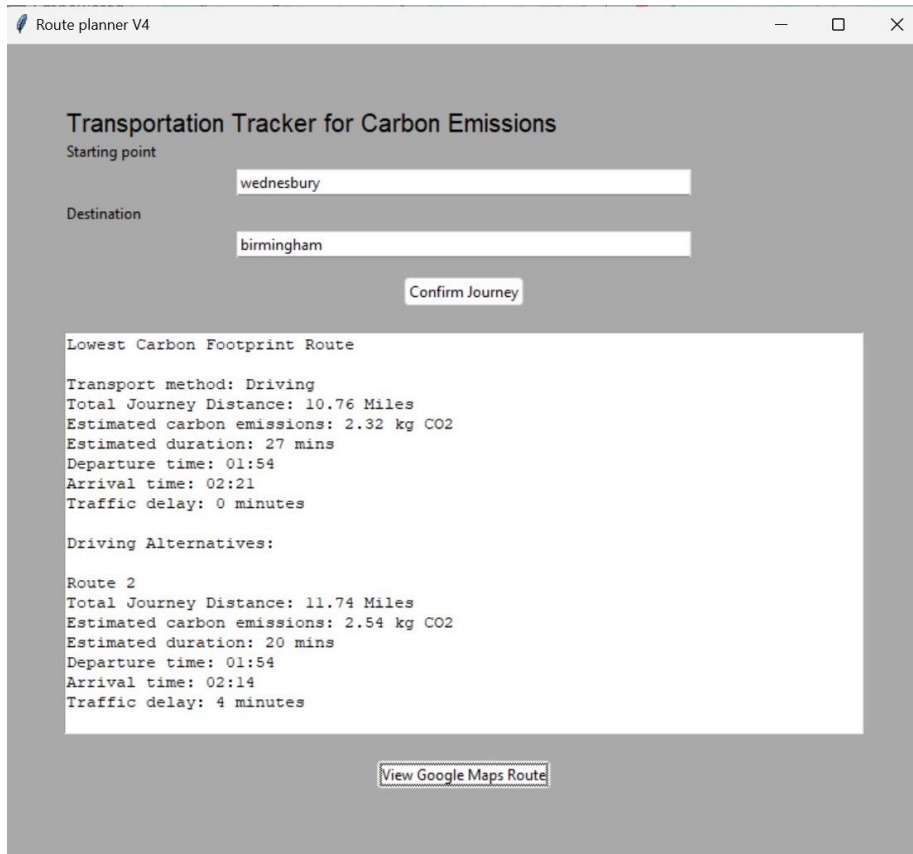 Route planner V4
Transportation Tracker for Carbon Emissions
Starting point
wednesbury
Destination
birmingham
Confirm Journey
Lowest Carbon Footprint Route
Transport method: Driving
Total Journey Distance: 10.76 Miles
Estimated carbon emissions: 2.32 kg CO2
Estimated duration: 27 mins
Departure time: 01:54
Arrival time: 02:21
Traffic delay: 0 minutes
Driving Alternatives:
Route 2
Total Journey Distance: 11.74 Miles
Estimated carbon emissions: 2.54 kg CO2
Estimated duration: 20 mins
Departure time: 01:54
Arrival time: 02:14
Traffic delay: 4 minutes
View Google Maps Route